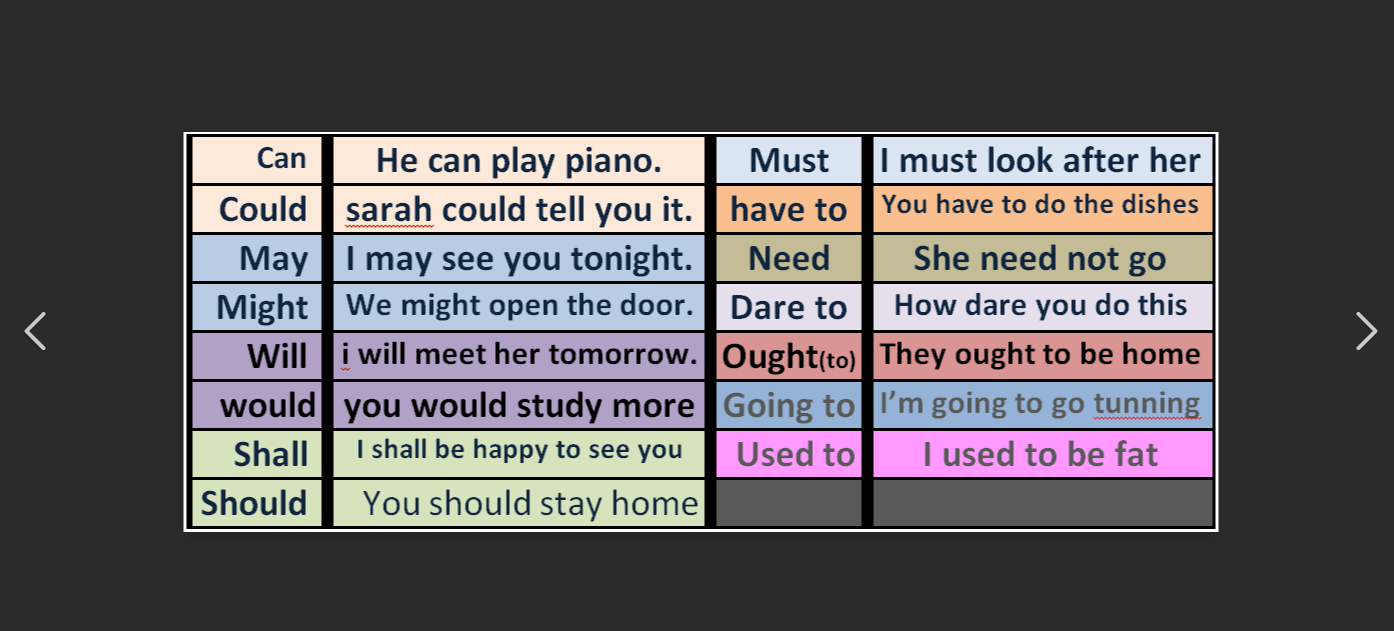 Can He can play piano. Must I must look after her
Could sarah could tell you it. have to You have to do the dishes
May I may see you tonight. Need She need not go
Might We might open the door. Dare to How dare you do this
Will i will meet her tomorrow. Ought(to) They ought to be home
would you would study more Going to I’m going to go tunning
Shall I shall be happy to see you Used to I used to be fat
Should You should stay home